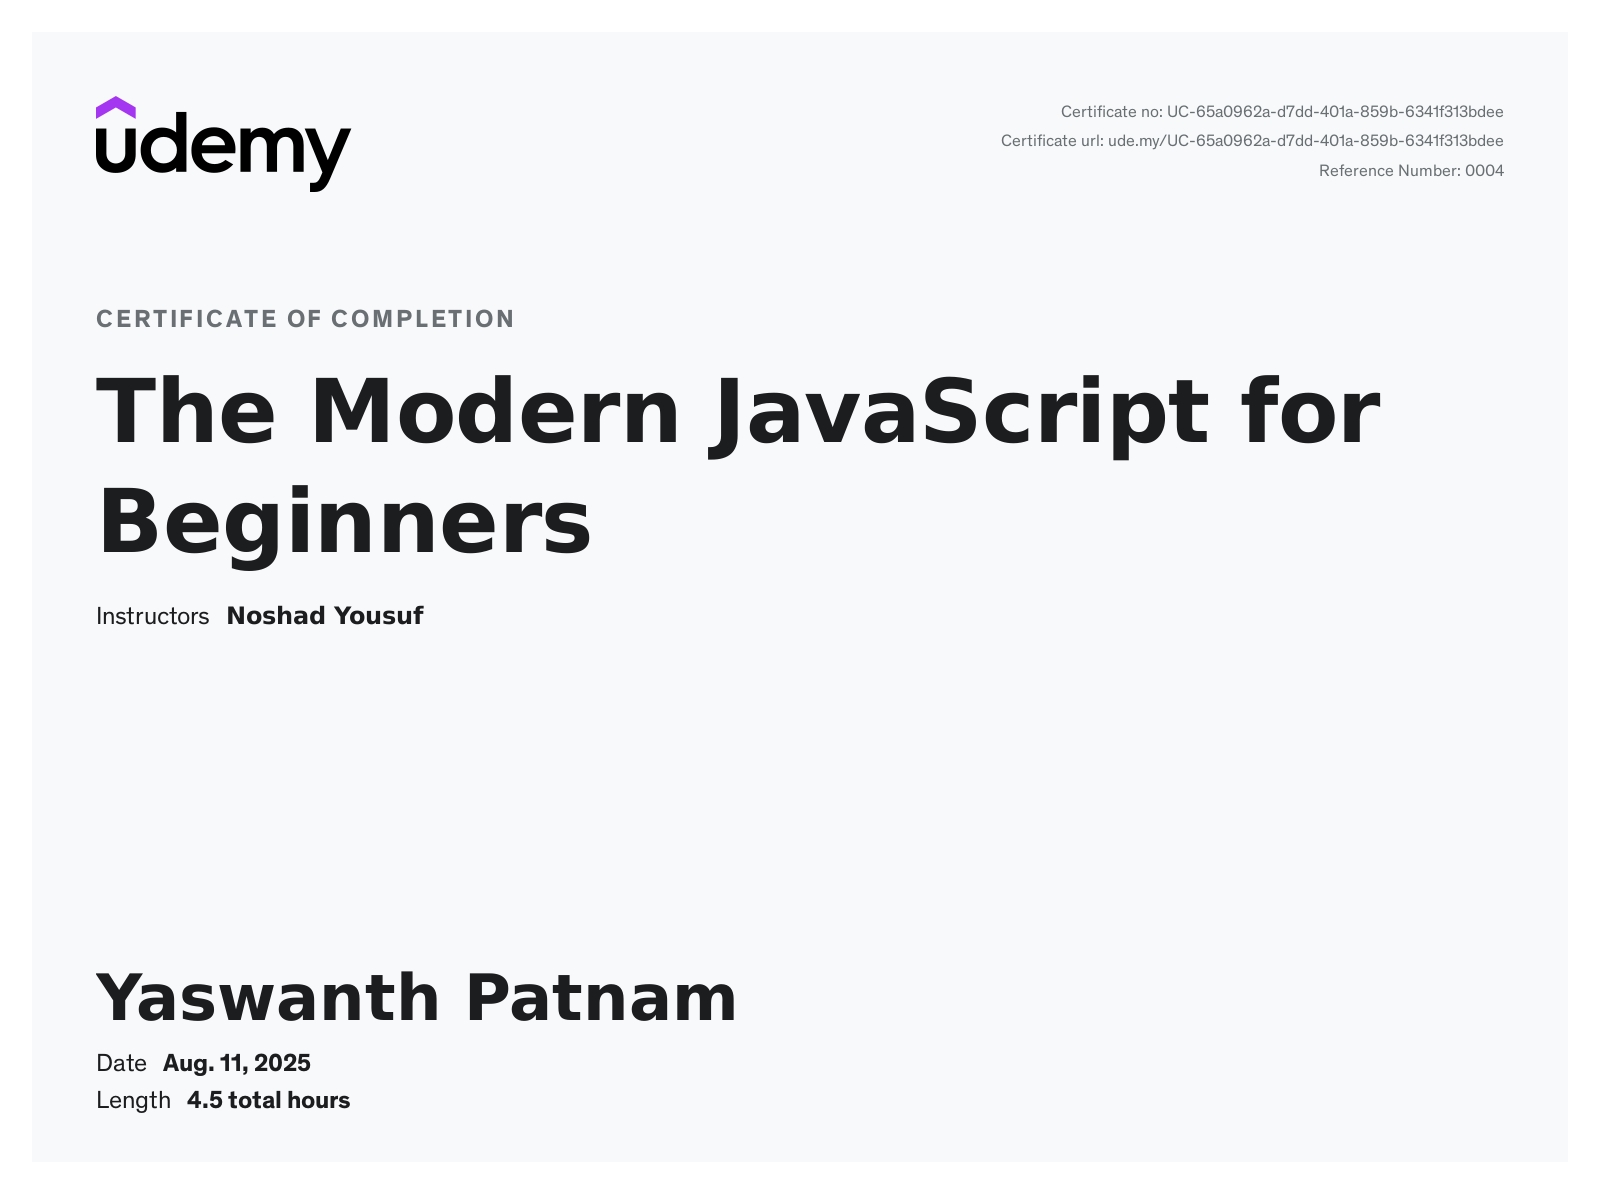 udemy
Certificate no: UC-65a0962a-d7dd-401a-859b-6341f313bdee
Certificate url: ude.my/UC-65a0962a-d7dd-401a-859b-6341f313bdee
Reference Number: 0004
CERTIFICATE OF COMPLETION
The Modern JavaScript for
Beginners
Instructors Noshad Yousuf
Yaswanth Patnam
Date Aug. 11, 2025
Length 4.5 total hours